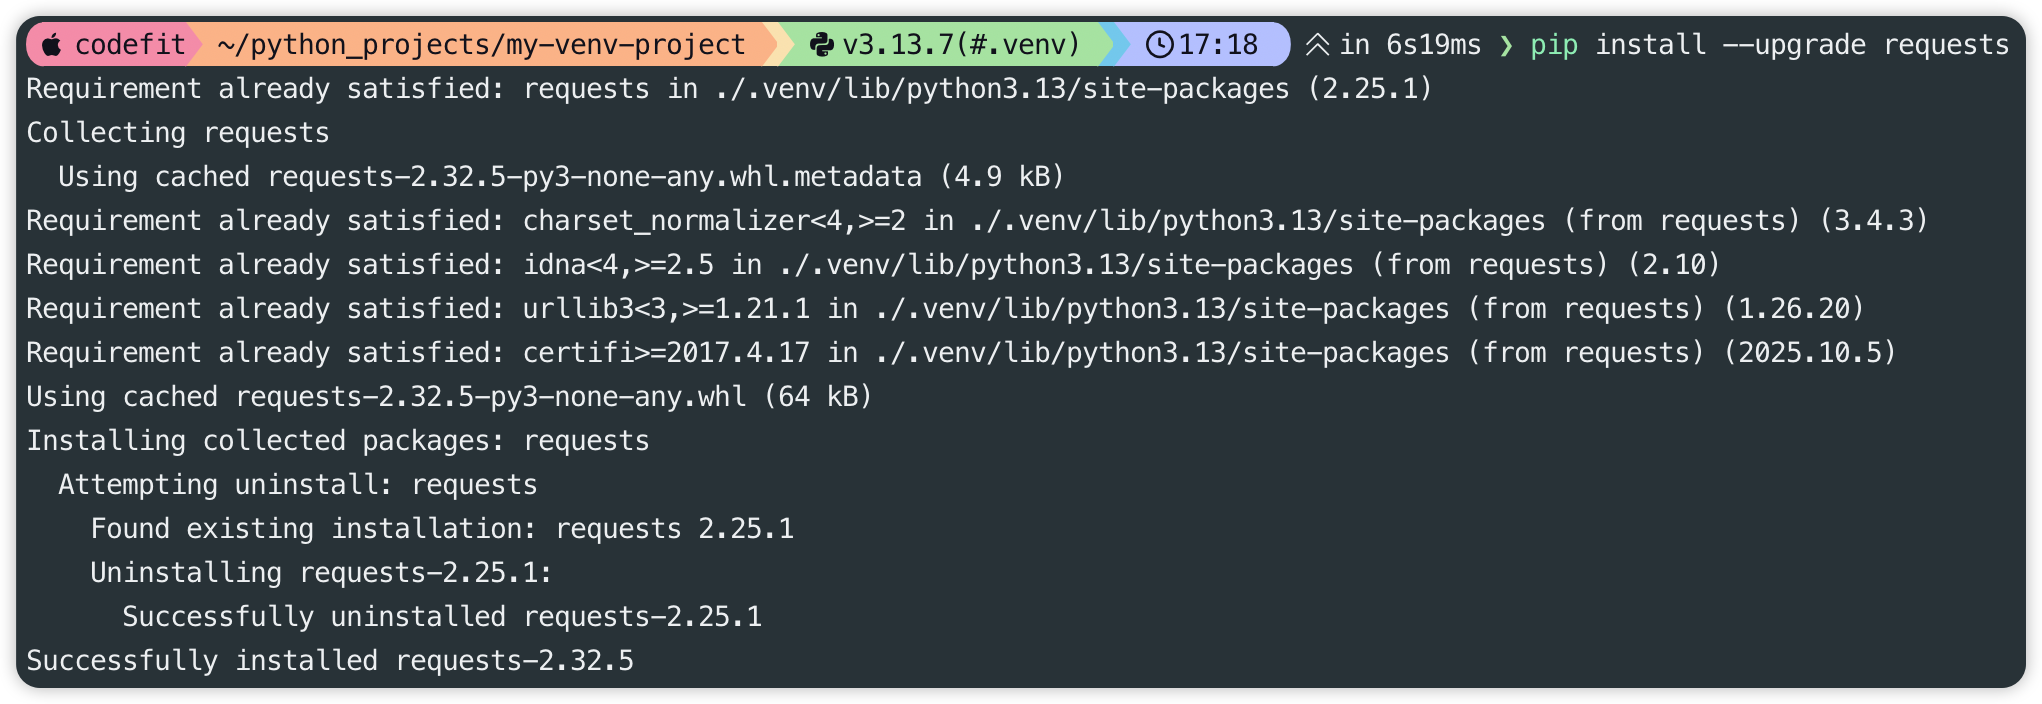 codefit ~/python_projects/my-venv-project v3.13.7(#.venv) 17:18 in 6s19ms ❯ pip install --upgrade requests
Requirement already satisfied: requests in ./.venv/lib/python3.13/site-packages (2.25.1)
Collecting requests
  Using cached requests-2.32.5-py3-none-any.whl.metadata (4.9 kB)
Requirement already satisfied: charset_normalizer<4,>=2 in ./.venv/lib/python3.13/site-packages (from requests) (3.4.3)
Requirement already satisfied: idna<4,>=2.5 in ./.venv/lib/python3.13/site-packages (from requests) (2.10)
Requirement already satisfied: urllib3<3,>=1.21.1 in ./.venv/lib/python3.13/site-packages (from requests) (1.26.20)
Requirement already satisfied: certifi>=2017.4.17 in ./.venv/lib/python3.13/site-packages (from requests) (2025.10.5)
Using cached requests-2.32.5-py3-none-any.whl (64 kB)
Installing collected packages: requests
  Attempting uninstall: requests
    Found existing installation: requests 2.25.1
    Uninstalling requests-2.25.1:
      Successfully uninstalled requests-2.25.1
Successfully installed requests-2.32.5